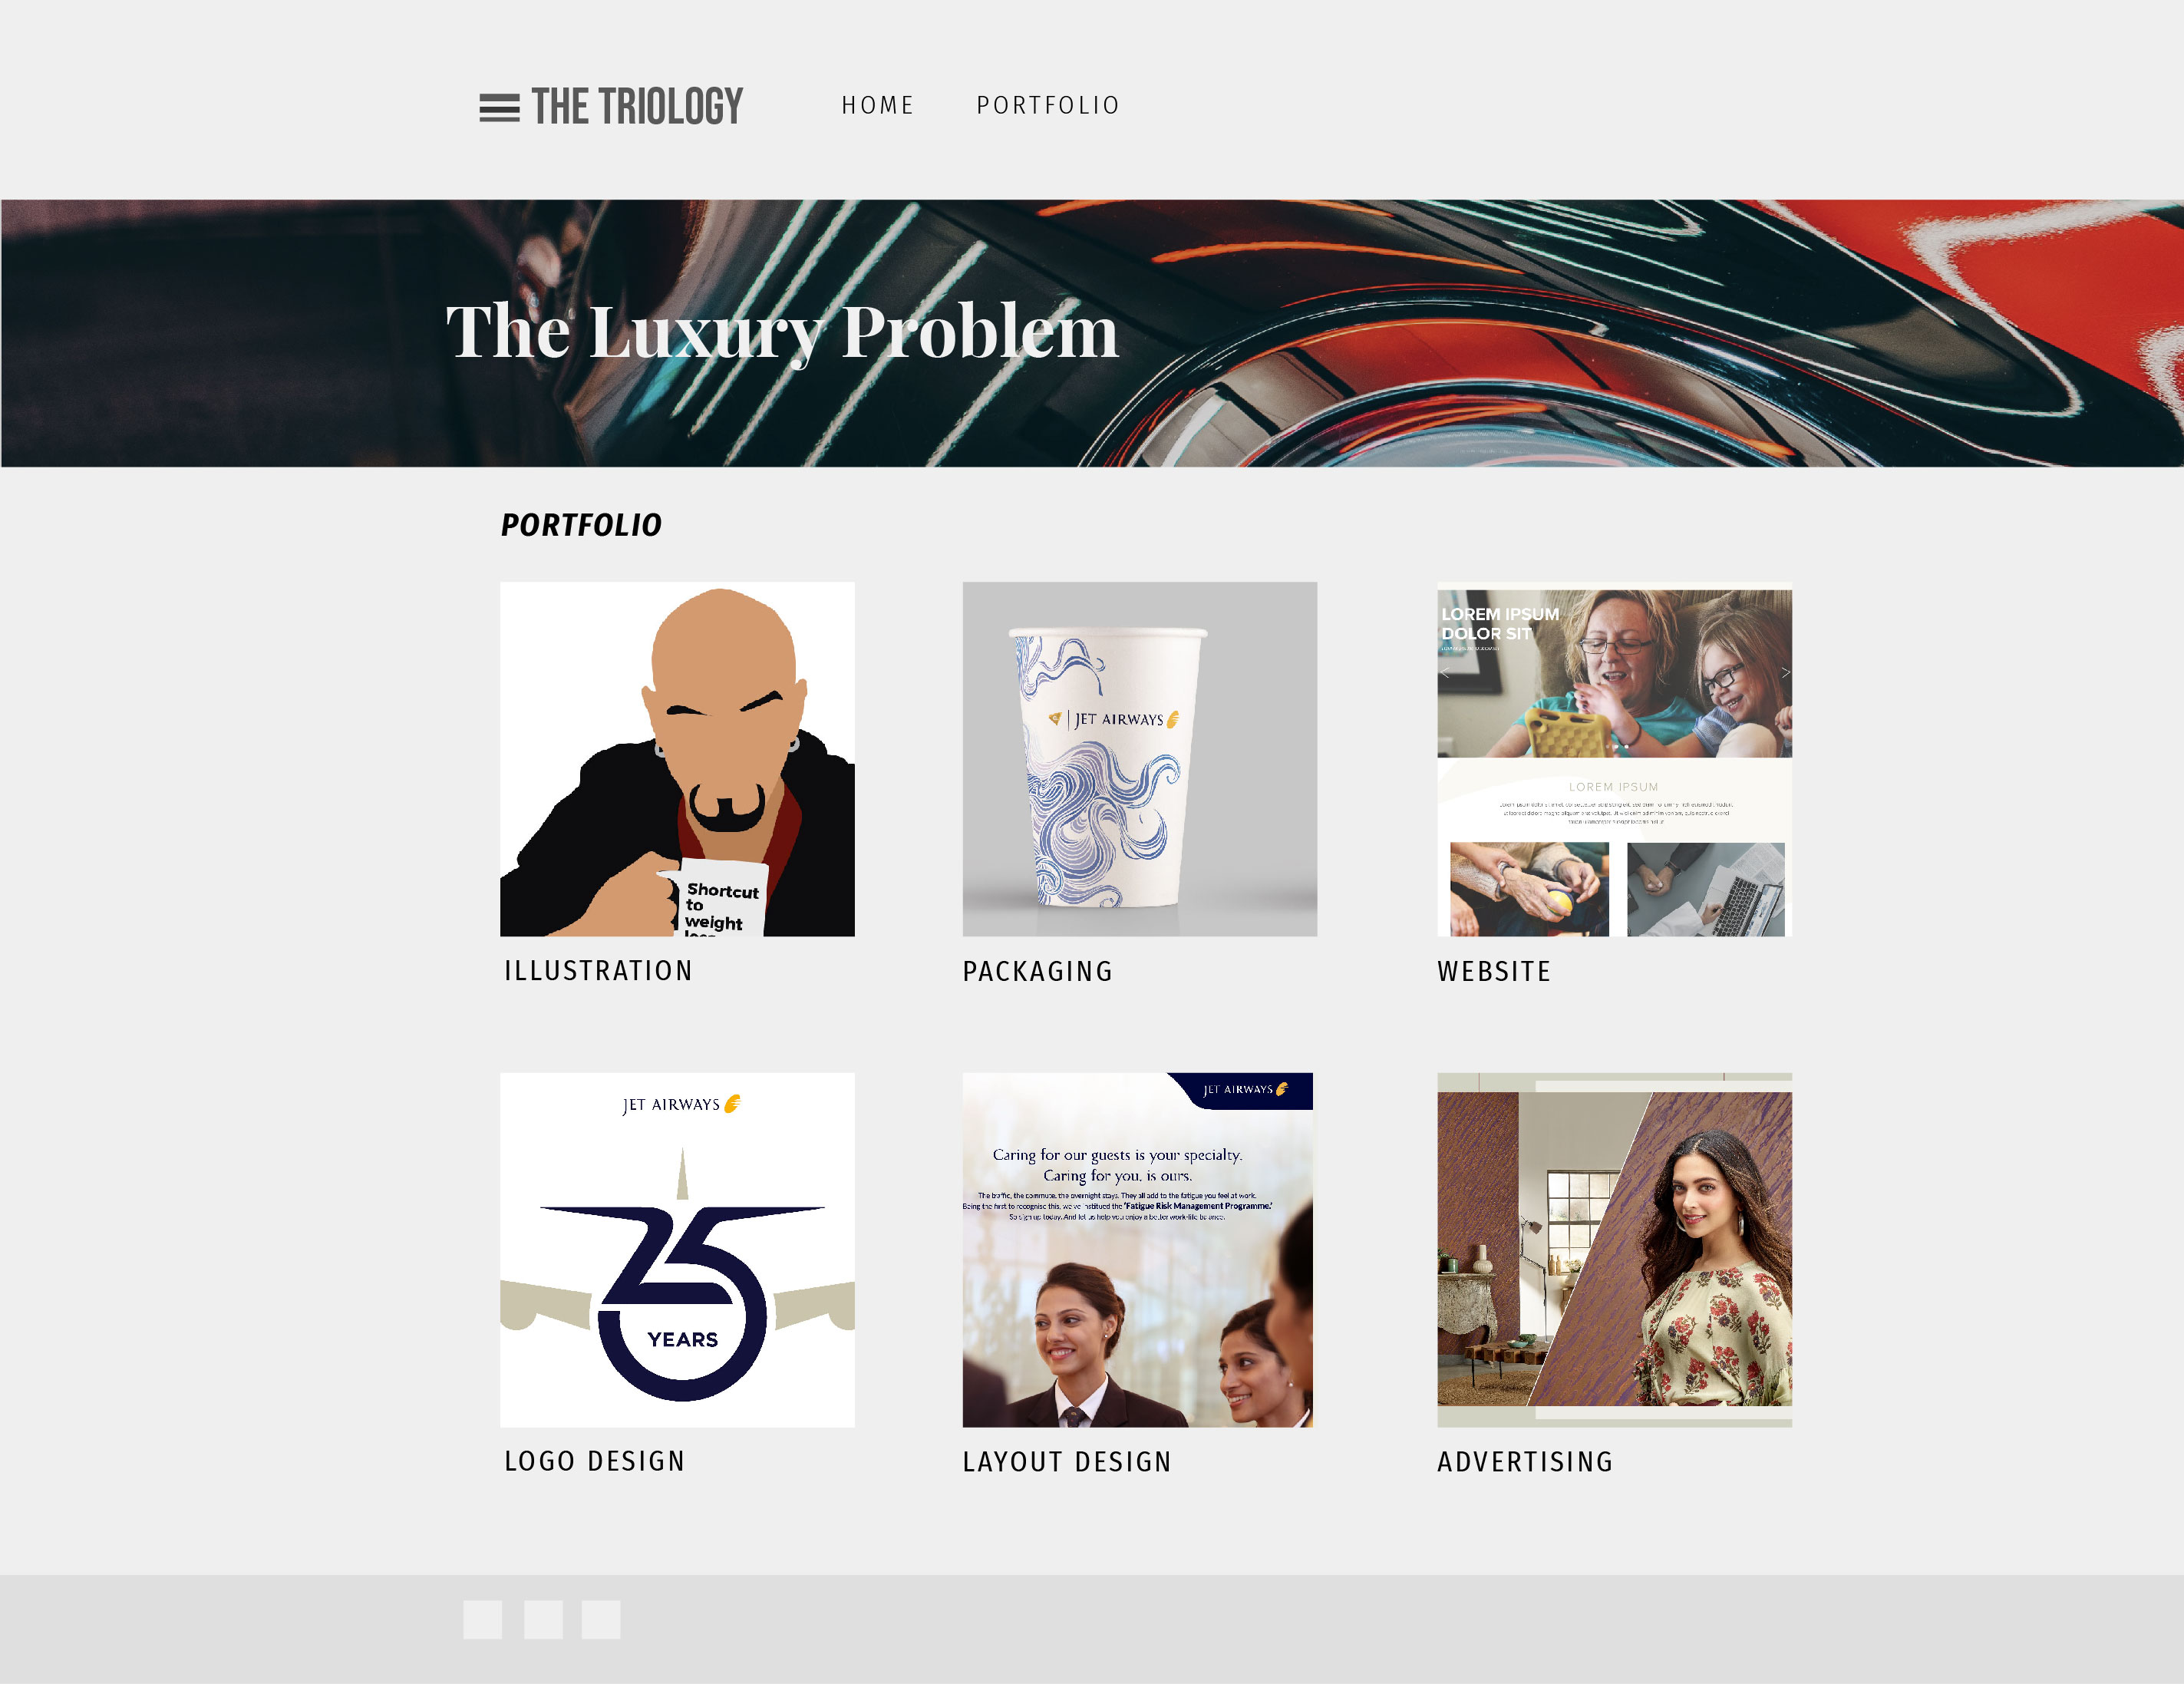 THE TRIOLOGY
HOME
PORTFOLIO
The Luxury Problem
PORTFOLIO
Shortcut
to
weight
JET AIRWAYS
LOREM IPSUM
DOLOR SIT
LOREM IPSUM
ILLUSTRATION
PACKAGING
WEBSITE
JET AIRWAYS
25
YEARS
JET AIRWAYS
Caring for our guests is your specialty.
Caring for you, is ours.
The traffic, the commute, the overnight stays. They all add to the fatigue you feel at work.
Being the first to recognise this, we've instituted the 'Fatigue Risk Management Programme.'
So sign up today. And let us help you enjoy a better work-life balance.
LOGO DESIGN
LAYOUT DESIGN
ADVERTISING